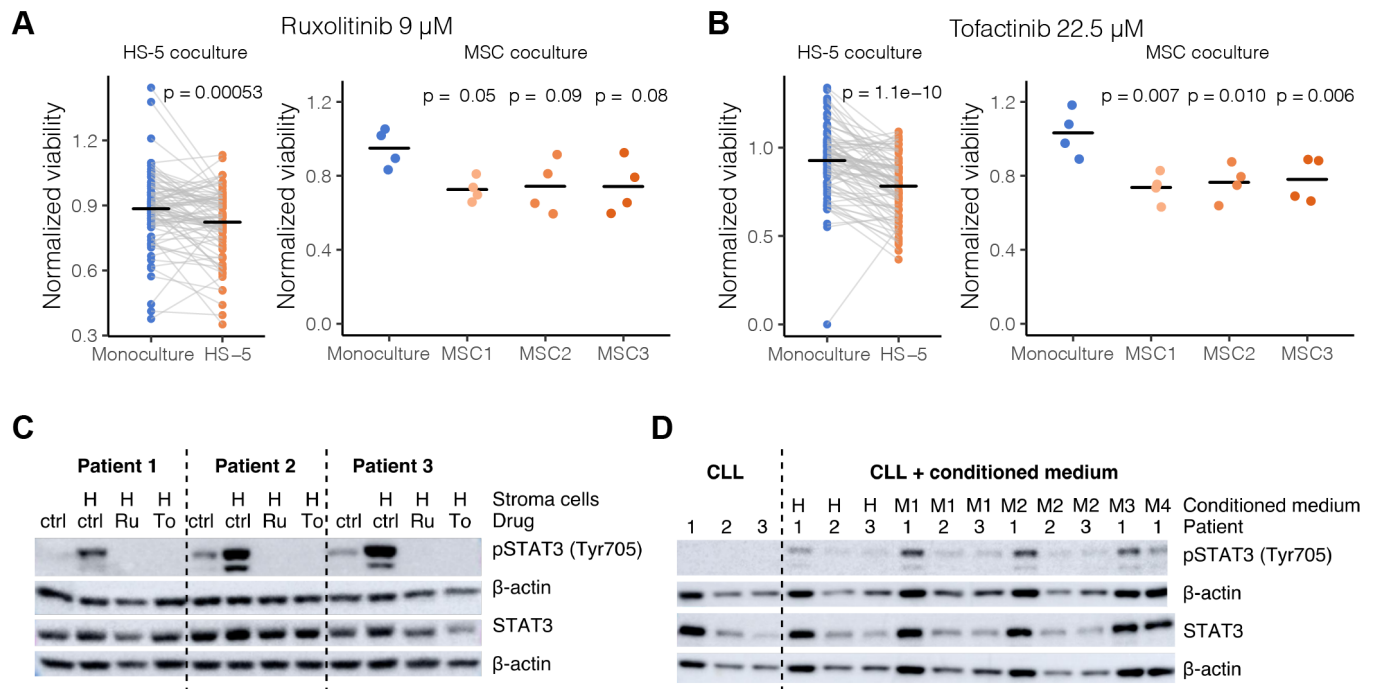 A
Ruxolitinib 9 µM
HS-5 coculture
MSC coculture
Normalized viability
1.2
0.9
0.6
0.3
p = 0.00053
Monoculture HS−5
Normalized viability
1.2
0.8
0.4
0.0
p = 0.05 p = 0.09 p = 0.08
Monoculture MSC1 MSC2 MSC3
B
Tofactinib 22.5 µM
HS-5 coculture
MSC coculture
Normalized viability
1.0
0.5
0.0
p = 1.1e−10
Monoculture HS−5
Normalized viability
1.2
0.8
0.4
0.0
p = 0.007 p = 0.010 p = 0.006
Monoculture MSC1 MSC2 MSC3
C
Patient 1 Patient 2 Patient 3
H H H H H H H H H Stroma cells
ctrl ctrl Ru To ctrl ctrl Ru To ctrl ctrl Ru To Drug
pSTAT3 (Tyr705)
β-actin
STAT3
β-actin
D
CLL CLL + conditioned medium
H H H M1 M1 M1 M2 M2 M2 M3 M4 Conditioned medium
1 2 3 1 2 3 1 2 3 1 2 3 1 1 Patient
pSTAT3 (Tyr705)
β-actin
STAT3
β-actin